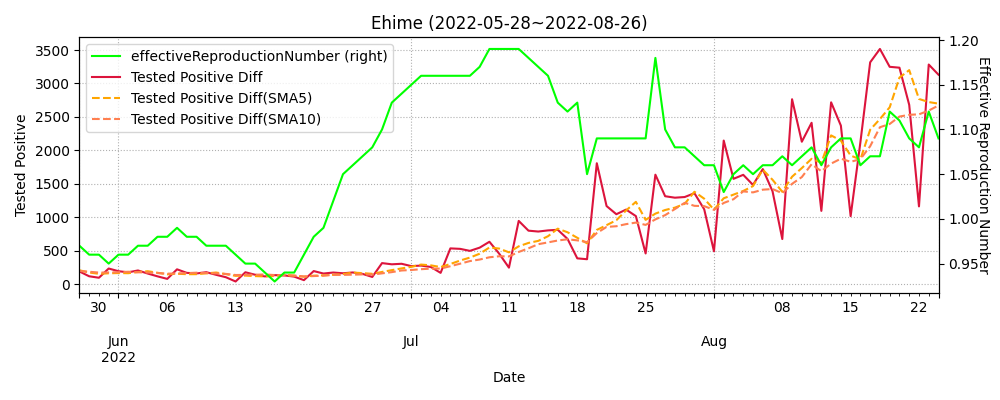 Ehime (2022-05-28~2022-08-26)
effectiveReproductionNumber (right)
Tested Positive Diff
Tested Positive Diff(SMA5)
Tested Positive Diff(SMA10)
Tested Positive
3500
3000
2500
2000
1500
1000
500
0
Effective Reproduction Number
1.20
1.15
1.10
1.05
1.00
0.95
30 06 13 20 27 04 11 18 25 08 15 22
Jun Jul Aug
2022
Date